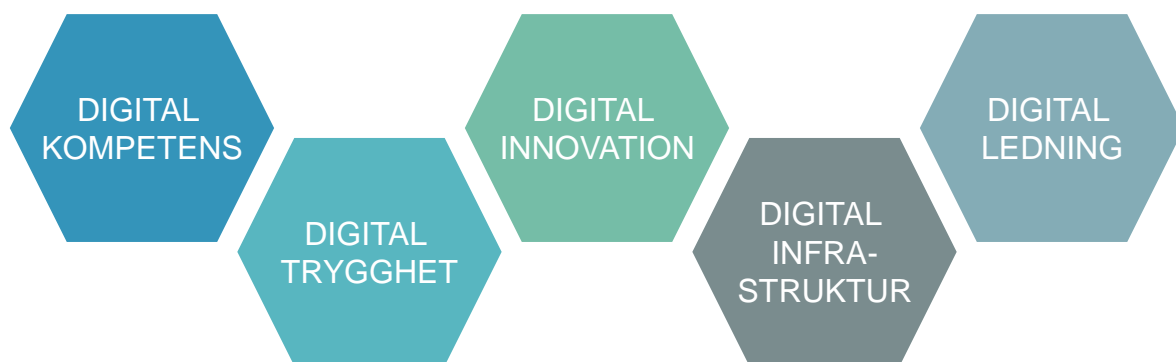 DIGITAL
KOMPETENS
DIGITAL
TRYGGHET
DIGITAL
INNOVATION
DIGITAL
INFRA-
STRUKTUR
DIGITAL
LEDNING